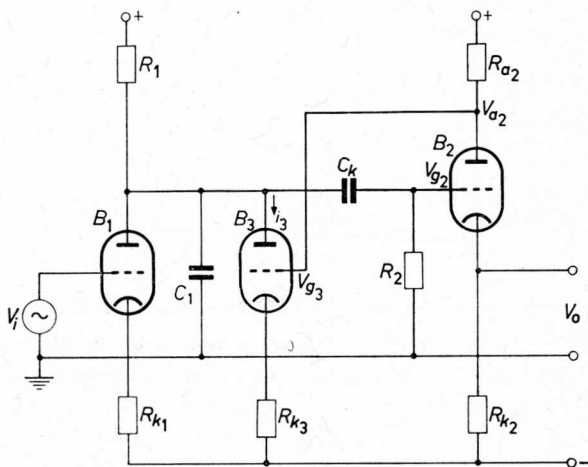 +
+
R1
Ra2
Va2
B2
Ck
Vg2
B1
B3
i3
Vi
C1
Vg3
R2
Vo
Rk1
Rk3
Rk2
-